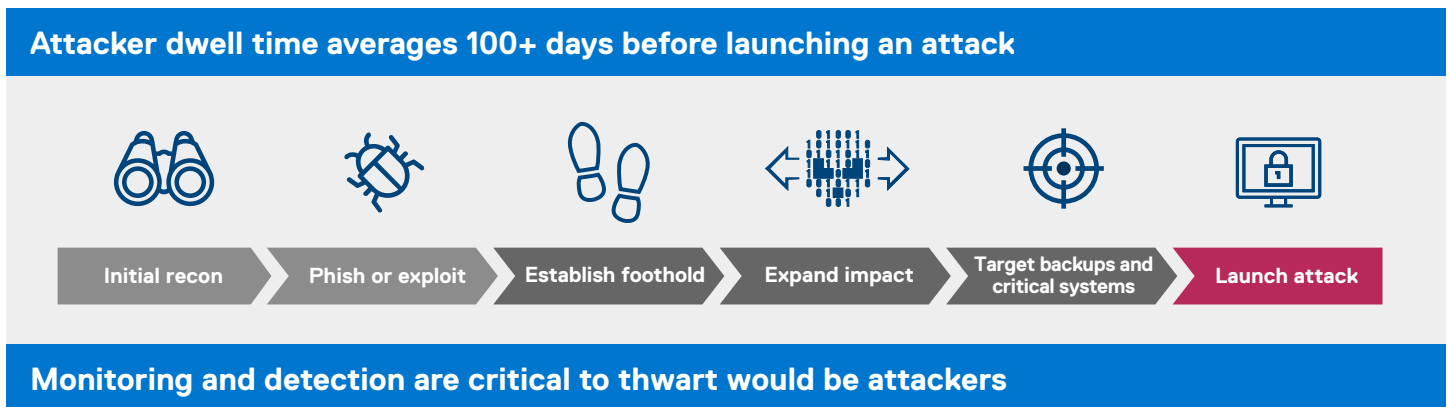 Attacker dwell time averages 100+ days before launching an attack
Initial recon
Phish or exploit
Establish foothold
Expand impact
Target backups and
critical systems
Launch attack
Monitoring and detection are critical to thwart would be attackers